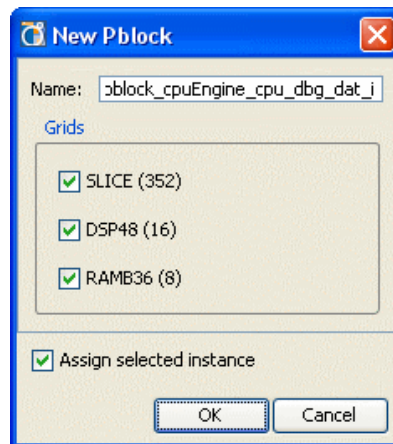 New Pblock
Name: pblock_cpuEngine_cpu_dbg_dat_i
Grids
SLICE (352)
DSP48 (16)
RAMB36 (8)
Assign selected instance
OK Cancel